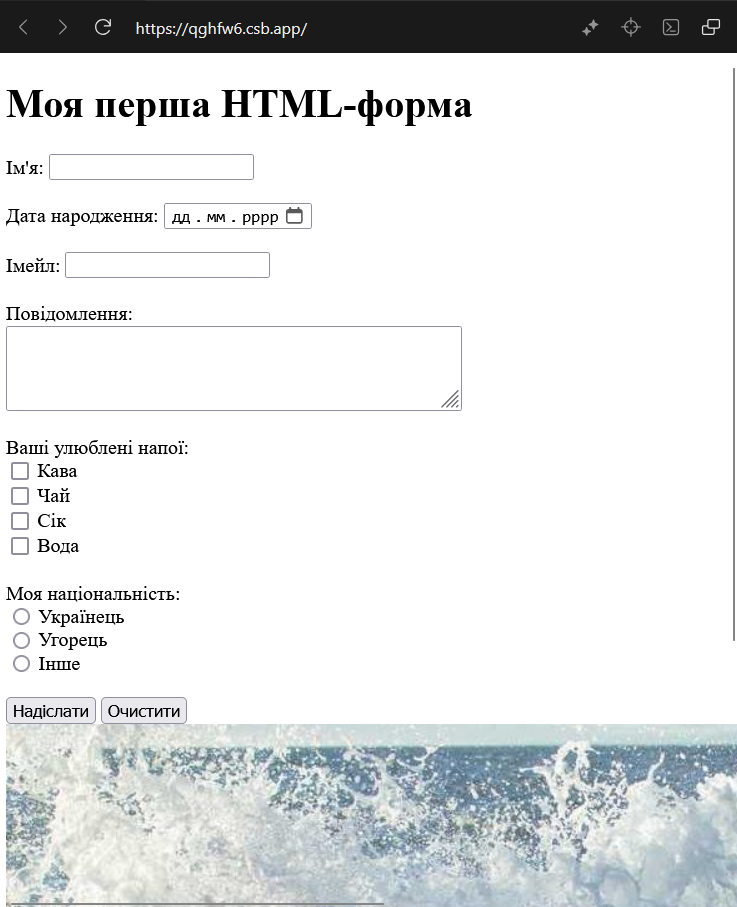 https://qghfw6.csb.app/
Моя перша HTML-форма
Ім'я:
Дата народження: дд . мм . рррр
Імейл:
Повідомлення:
Ваші улюблені напої:
Кава
Чай
Сік
Вода
Моя національність:
Українець
Угорець
Інше
Надіслати Очистити